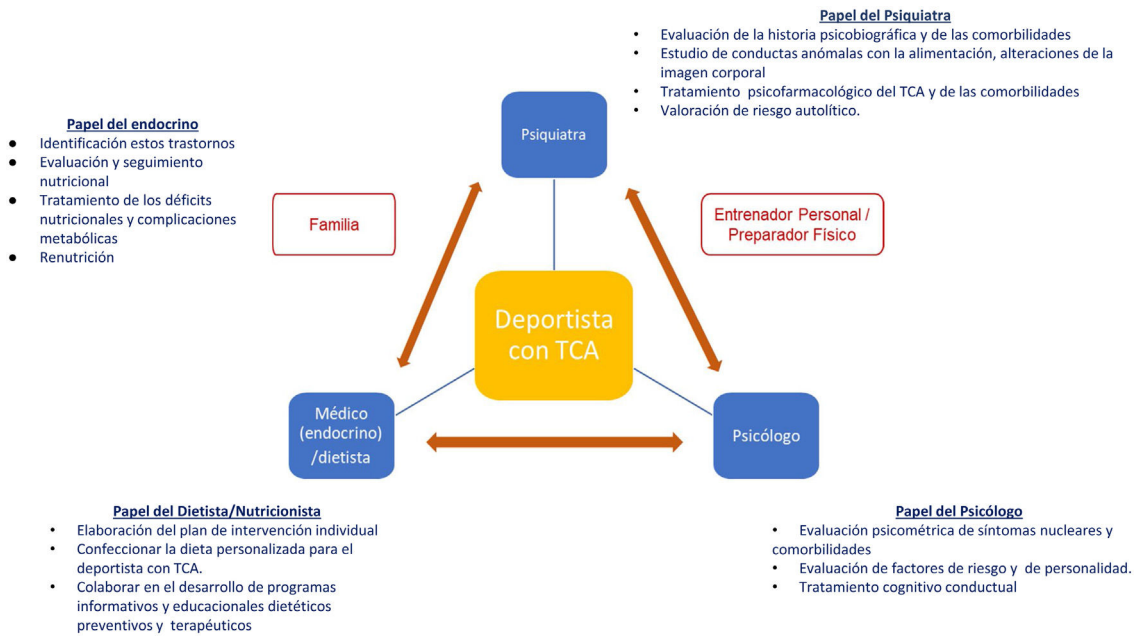 Papel del Psiquiatra
• Evaluación de la historia psicobiográfica y de las comorbilidades
• Estudio de conductas anómalas con la alimentación, alteraciones de la
imagen corporal
• Tratamiento psicofarmacológico del TCA y de las comorbilidades
• Valoración de riesgo autolítico.
Papel del endocrino
● Identificación estos trastornos
● Evaluación y seguimiento
nutricional
● Tratamiento de los déficits
nutricionales y complicaciones
metabólicas
● Renutrición
Psiquiatra
Familia
Entrenador Personal /
Preparador Físico
Deportista
con TCA
Médico
(endocrino)
/dietista
Psicólogo
Papel del Dietista/Nutricionista
• Elaboración del plan de intervención individual
• Confeccionar la dieta personalizada para el
deportista con TCA.
• Colaborar en el desarrollo de programas
informativos y educacionales dietéticos
preventivos y terapéuticos
Papel del Psicólogo
• Evaluación psicométrica de síntomas nucleares y
comorbilidades
• Evaluación de factores de riesgo y de personalidad.
• Tratamiento cognitivo conductual